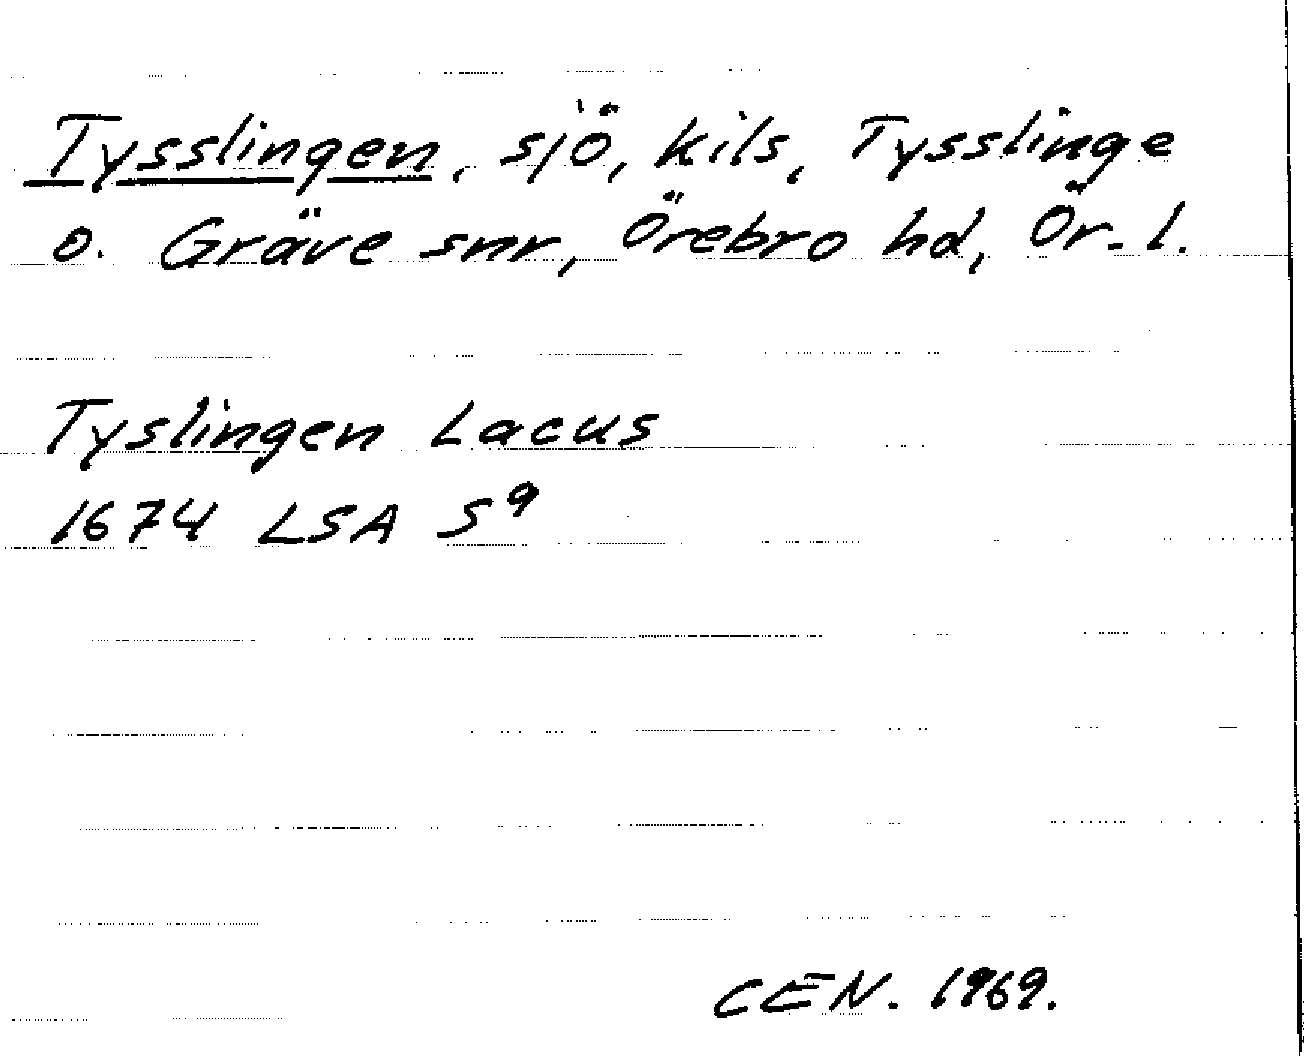 Tysslingen, sjö, Kils, Tysslinge
o. Gräve snr, Örebro hd, Ör. l.
Tyslingen Lacus
1674 LSA S⁹
CEN. 1969.